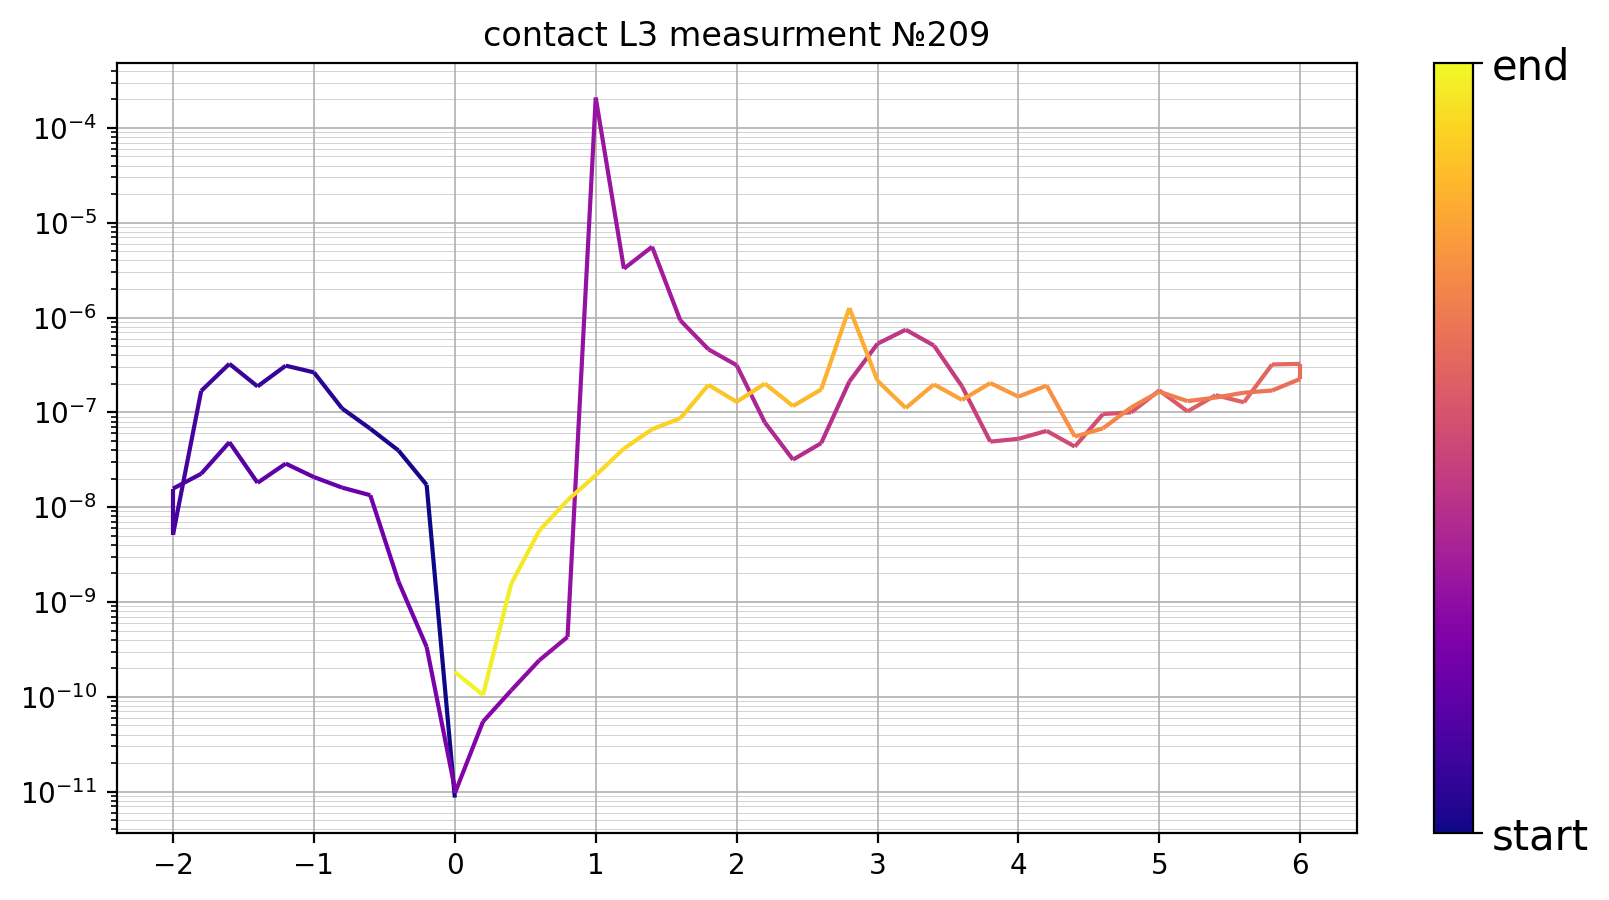 contact L3 measurment №209
end
10⁻⁴
10⁻⁵
10⁻⁶
10⁻⁷
10⁻⁸
10⁻⁹
10⁻¹⁰
10⁻¹¹
start
−2 −1 0 1 2 3 4 5 6